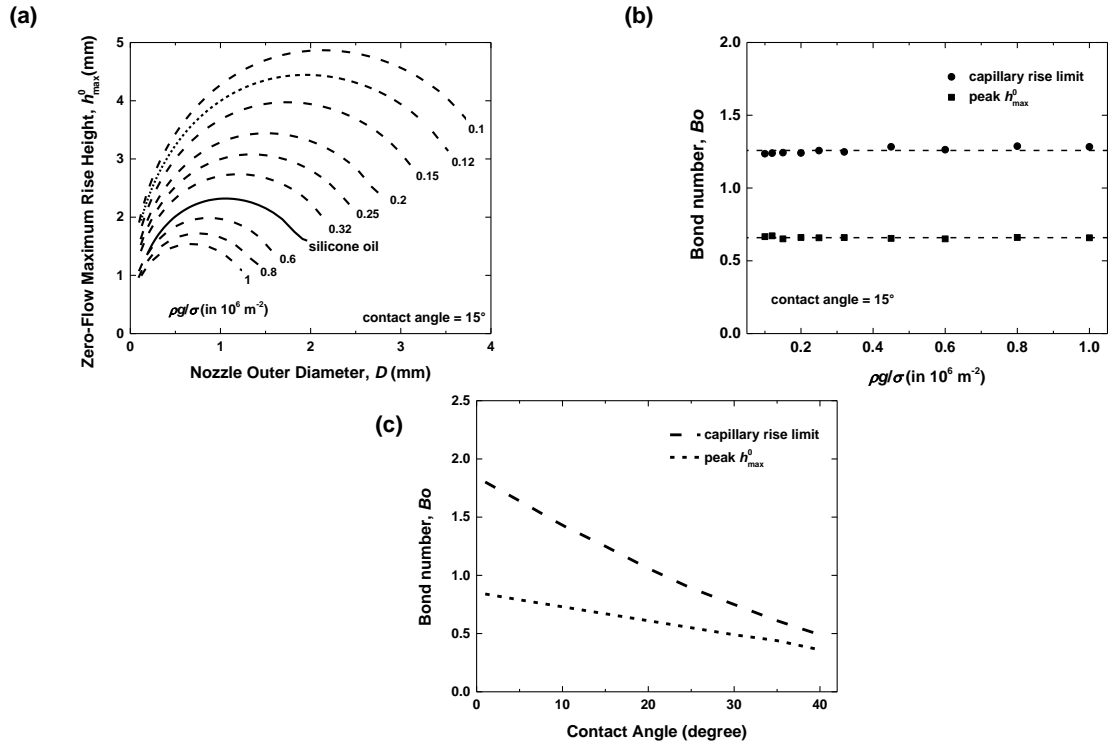 (a)
Zero-Flow Maximum Rise Height, h⁰max (mm)
5
4
3
2
1
0
0.1
0.12
0.15
0.2
0.25
0.32
silicone oil
0.6
0.8
1
ρg/σ (in 10⁶ m⁻²)
contact angle = 15°
0 1 2 3 4
Nozzle Outer Diameter, D (mm)
(b)
Bond number, Bo
2.0
1.5
1.0
0.5
0.0
capillary rise limit
peak h⁰max
contact angle = 15°
0.2 0.4 0.6 0.8 1.0
ρg/σ (in 10⁶ m⁻²)
(c)
Bond number, Bo
2.5
2.0
1.5
1.0
0.5
0.0
capillary rise limit
peak h⁰max
0 10 20 30 40
Contact Angle (degree)